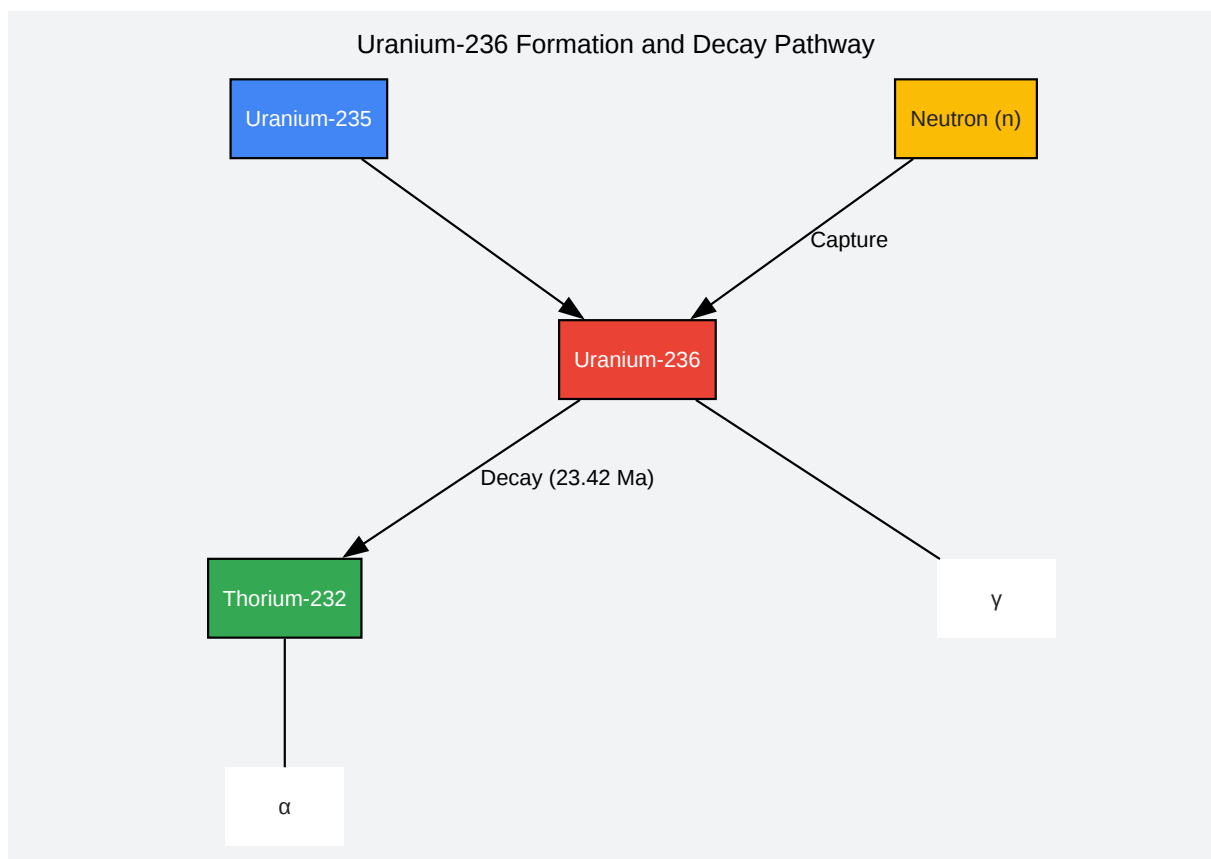 Uranium-236 Formation and Decay Pathway
Uranium-235
Neutron (n)
Capture
Uranium-236
Decay (23.42 Ma)
Thorium-232
γ
α